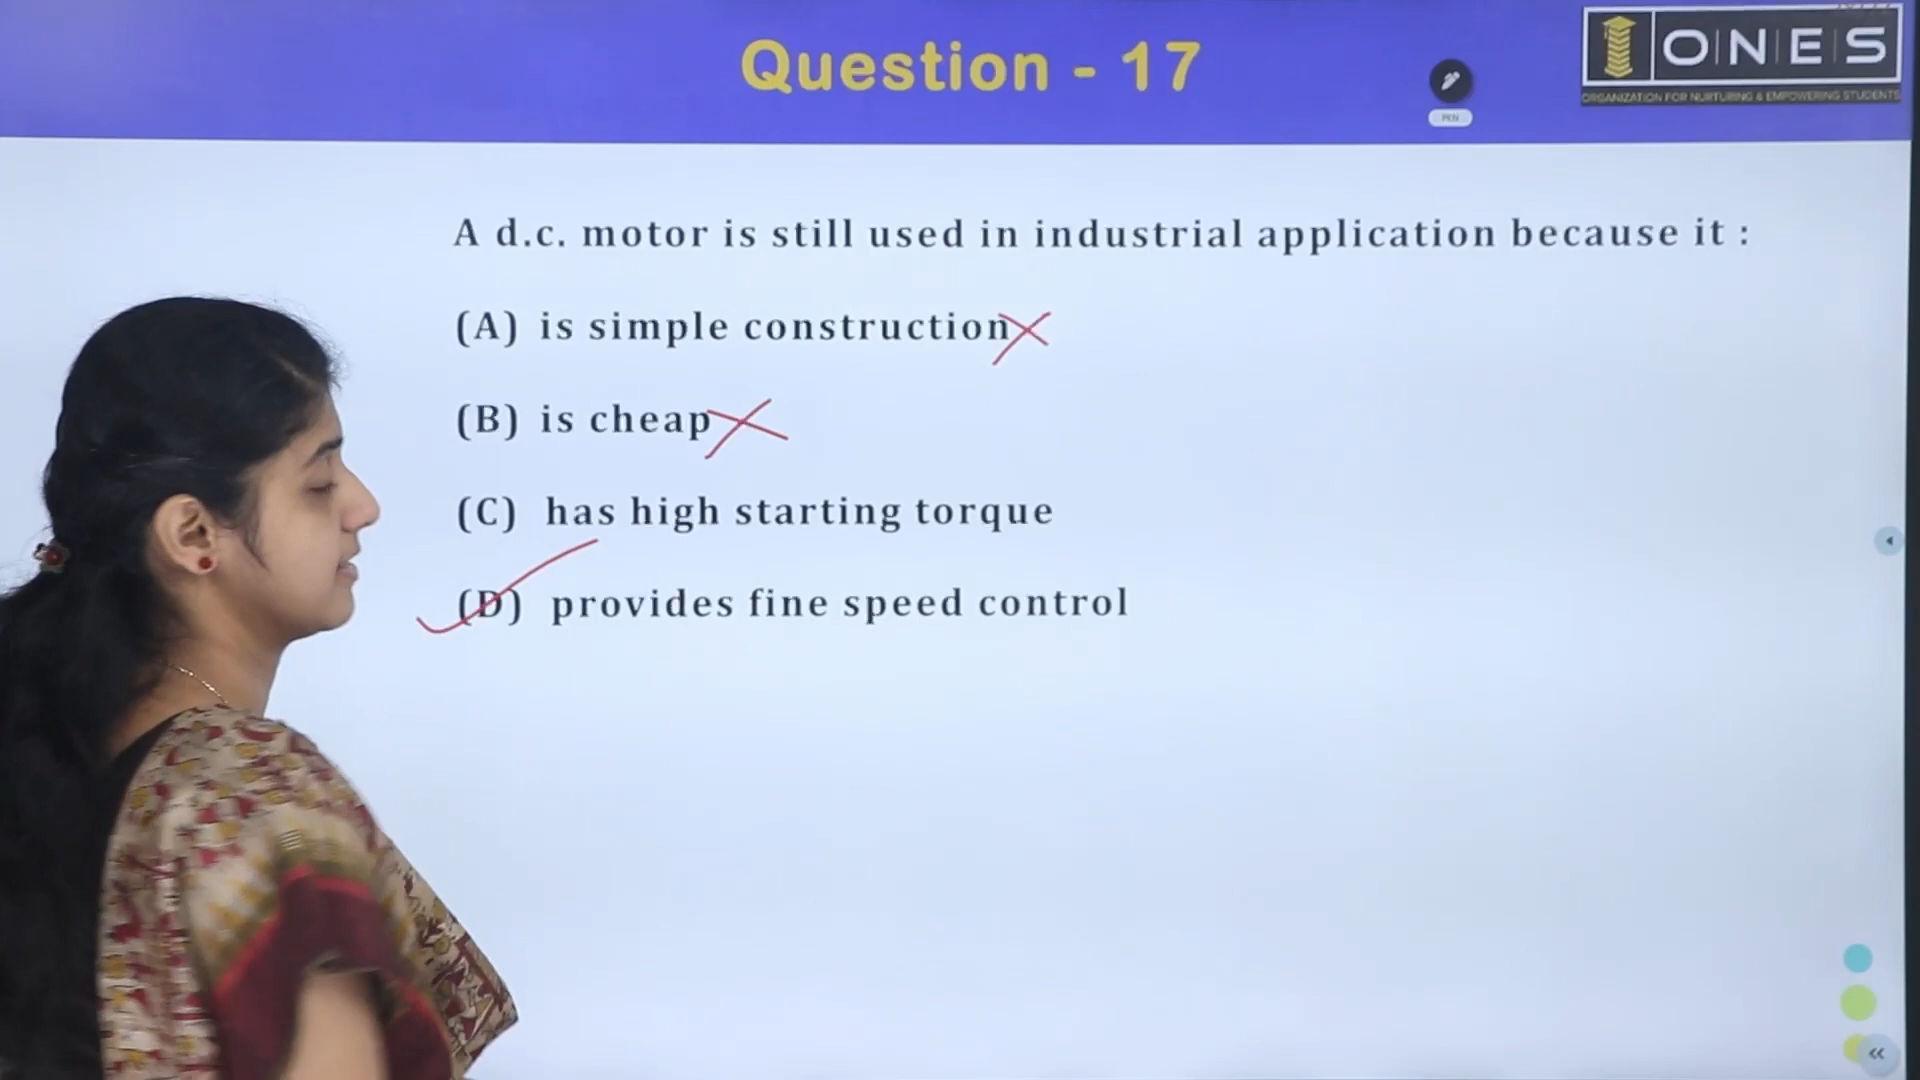 Question - 17
ONES
ORGANIZATION FOR NURTURING & EMPOWERING STUDENTS
PEN
A d.c. motor is still used in industrial application because it :
(A) is simple construction
(B) is cheap
(C) has high starting torque
(D) provides fine speed control